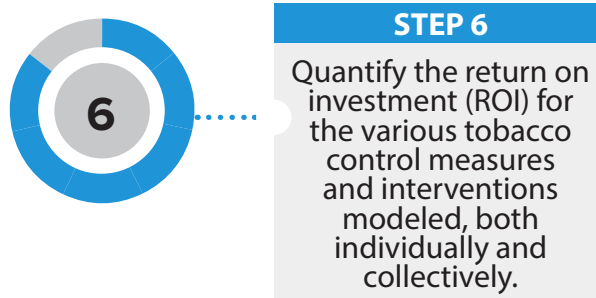 6
STEP 6
Quantify the return on
investment (ROI) for
the various tobacco
control measures
and interventions
modeled, both
individually and
collectively.